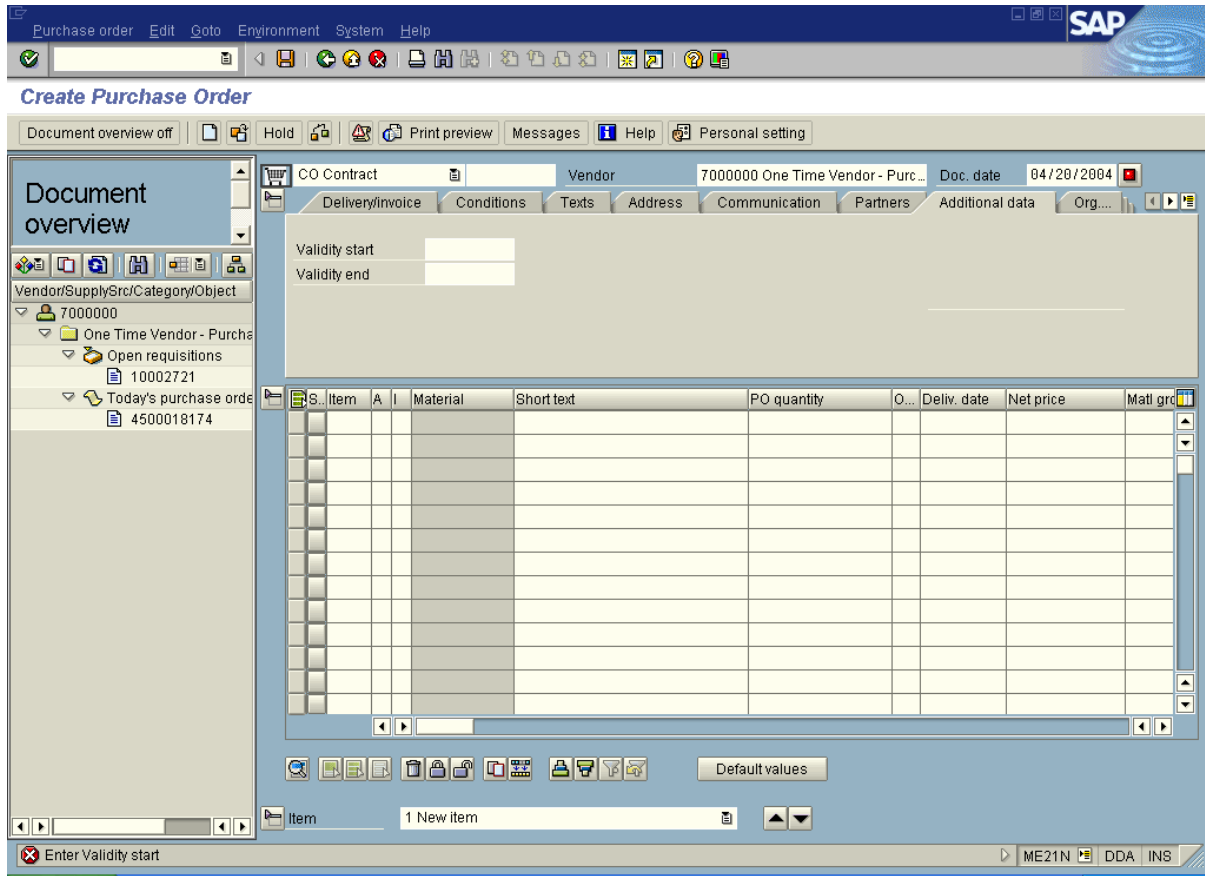 Purchase order Edit Goto Environment System Help
SAP
Create Purchase Order
Document overview off Hold Print preview Messages Help Personal setting
CO Contract Vendor 7000000 One Time Vendor - Purc... Doc. date 04/20/2004
Document
overview
Delivery/invoice Conditions Texts Address Communication Partners Additional data Org....
Validity start
Validity end
Vendor/SupplySrc/Category/Object
7000000
One Time Vendor - Purcha
Open requisitions
10002721
Today's purchase orde
4500018174
S.. Item A I Material Short text PO quantity O... Deliv. date Net price Matl gro
Default values
Item 1 New item
Enter Validity start ME21N DDA INS